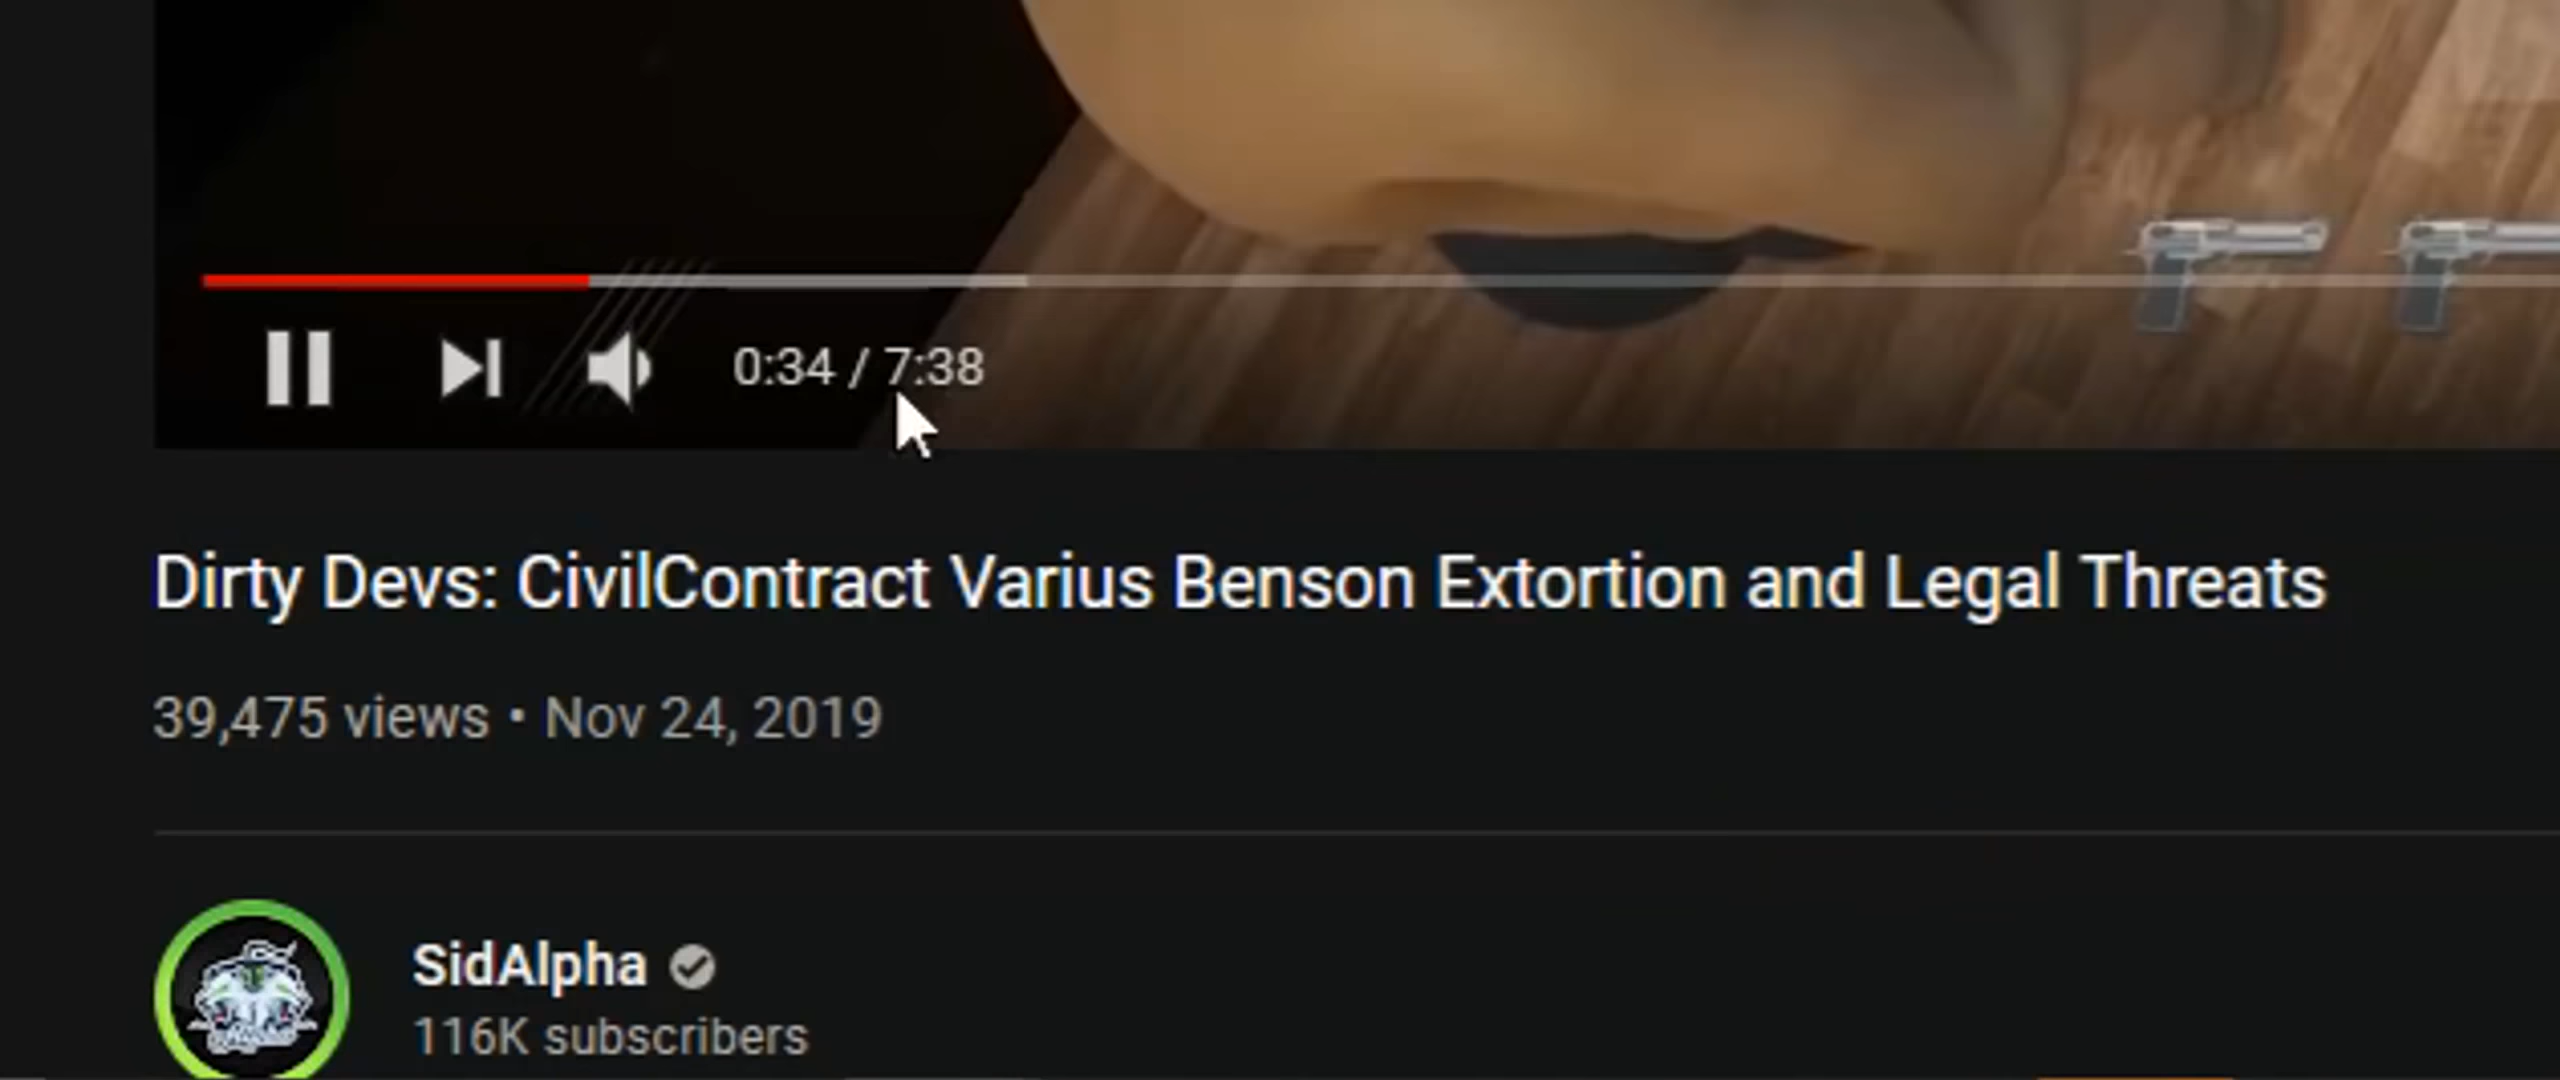 0:34 / 7:38
Dirty Devs: CivilContract Varius Benson Extortion and Legal Threats
39,475 views • Nov 24, 2019
SidAlpha
116K subscribers